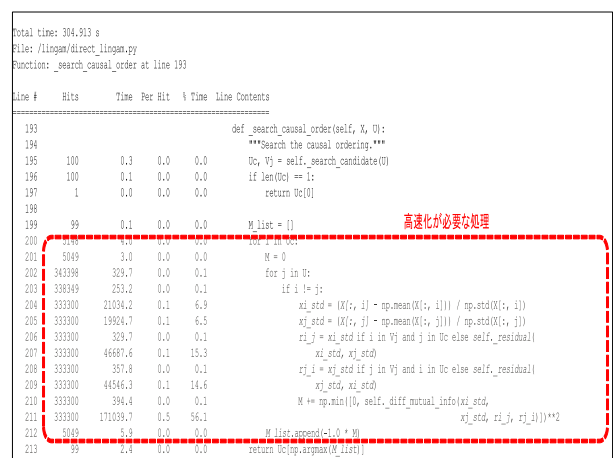 Total time: 304.913 s
File: /lingam/direct_lingam.py
Function: _search_causal_order at line 193
Line # Hits Time Per Hit % Time Line Contents
==============================================================
193 def _search_causal_order(self, X, U):
194 """Search the causal ordering."""
195 100 0.3 0.0 0.0 Uc, Vj = self._search_candidate(U)
196 100 0.1 0.0 0.0 if len(Uc) == 1:
197 1 0.0 0.0 0.0 return Uc[0]
198
199 99 0.1 0.0 0.0 M_list = []
高速化が必要な処理
200 5148 4.6 0.0 0.0 for i in Uc:
201 5049 3.0 0.0 0.0 M = 0
202 343398 329.7 0.0 0.1 for j in U:
203 338349 253.2 0.0 0.1 if i != j:
204 333300 21034.2 0.1 6.9 xi_std = (X[:, i] - np.mean(X[:, i])) / np.std(X[:, i])
205 333300 19924.7 0.1 6.5 xj_std = (X[:, j] - np.mean(X[:, j])) / np.std(X[:, j])
206 333300 329.7 0.0 0.1 ri_j = xi_std if i in Vj and j in Uc else self._residual(
207 333300 46687.6 0.1 15.3 xi_std, xj_std)
208 333300 357.8 0.0 0.1 rj_i = xj_std if j in Vj and i in Uc else self._residual(
209 333300 44546.3 0.1 14.6 xj_std, xi_std)
210 333300 394.4 0.0 0.1 M += np.min([0, self._diff_mutual_info(xi_std,
211 333300 171039.7 0.5 56.1 xj_std, ri_j, rj_i)])**2
212 5049 5.9 0.0 0.0 M_list.append(-1.0 * M)
213 99 2.4 0.0 0.0 return Uc[np.argmax(M_list)]